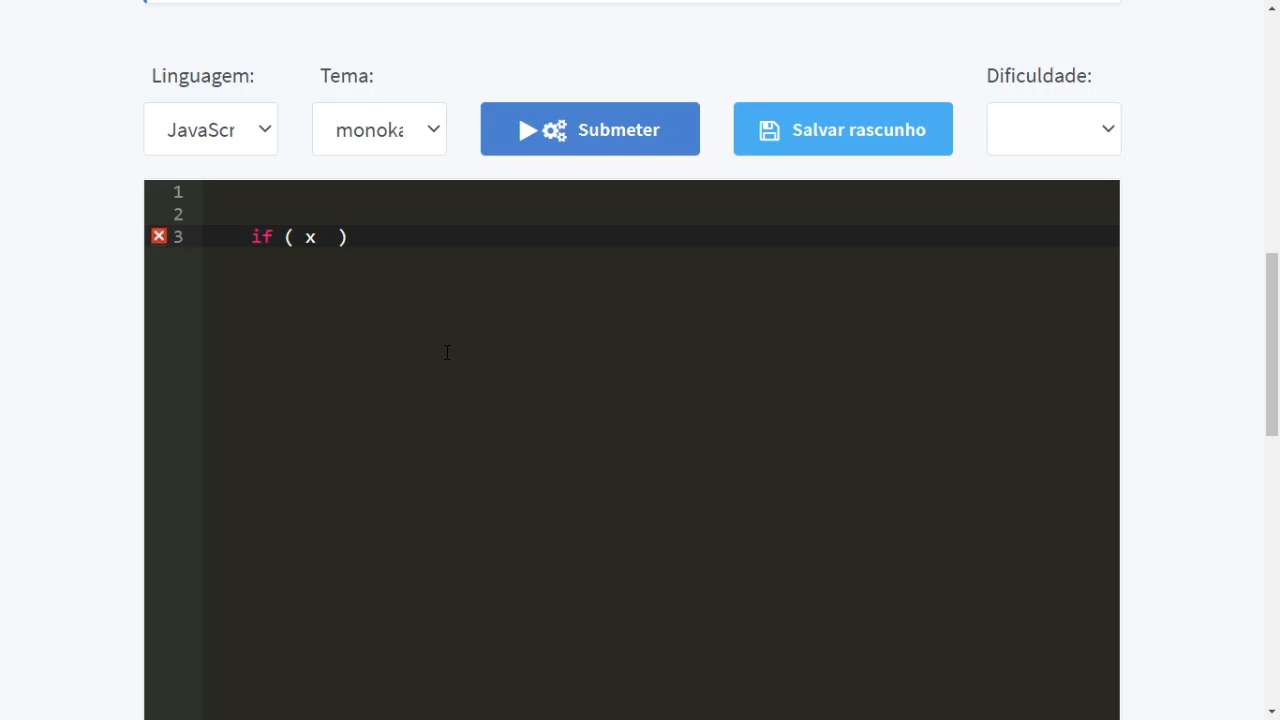 Linguagem: Tema: Dificuldade:
JavaScr monoka Submeter Salvar rascunho
1
2
3 if ( x  )